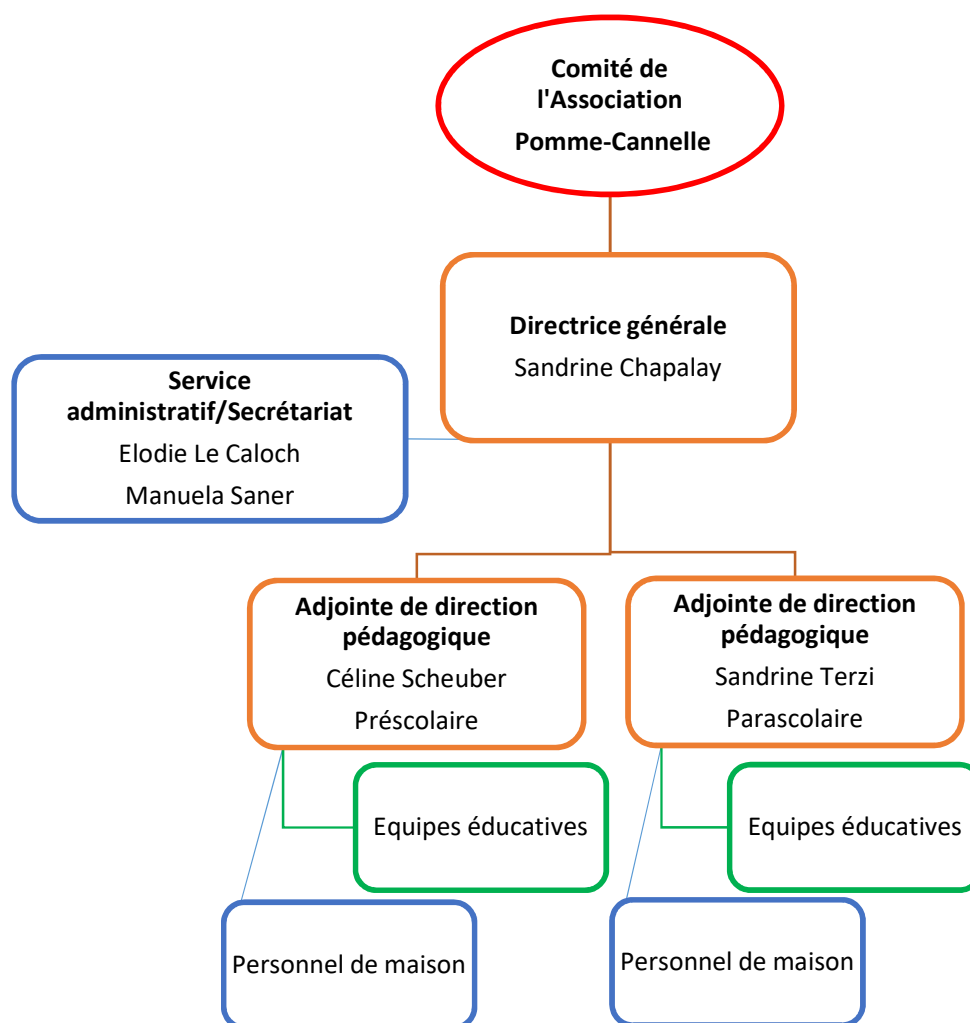 Comité de
l'Association
Pomme-Cannelle
Directrice générale
Sandrine Chapalay
Service
administratif/Secrétariat
Elodie Le Caloch
Manuela Saner
Adjointe de direction
pédagogique
Céline Scheuber
Préscolaire
Adjointe de direction
pédagogique
Sandrine Terzi
Parascolaire
Equipes éducatives
Equipes éducatives
Personnel de maison
Personnel de maison